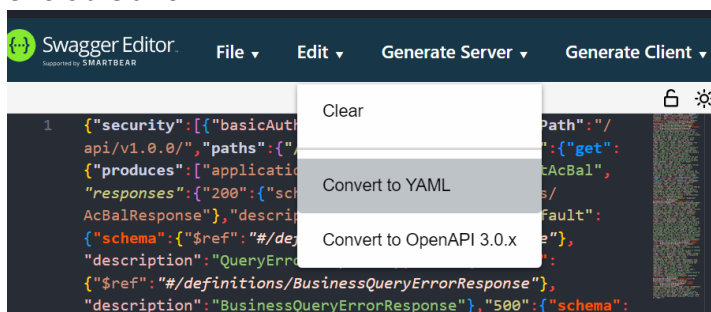 Swagger Editor.
Supported by SMARTBEAR
File ▾ Edit ▾ Generate Server ▾ Generate Client ▾
Clear
Convert to YAML
Convert to OpenAPI 3.0.x
1 {"security":[{"basicAuth Path":"/
api/v1.0.0/","paths":{"/ ":{"get":
{"produces":["applicatio tAcBal",
"responses":{"200":{"sch s/
AcBalResponse"},"descrip fault":
{"schema":{"$ref":"#/def e"},
"description":"QueryErro :
{"$ref":"#/definitions/BusinessQueryErrorResponse"},
"description":"BusinessQueryErrorResponse"},"500":{"schema":